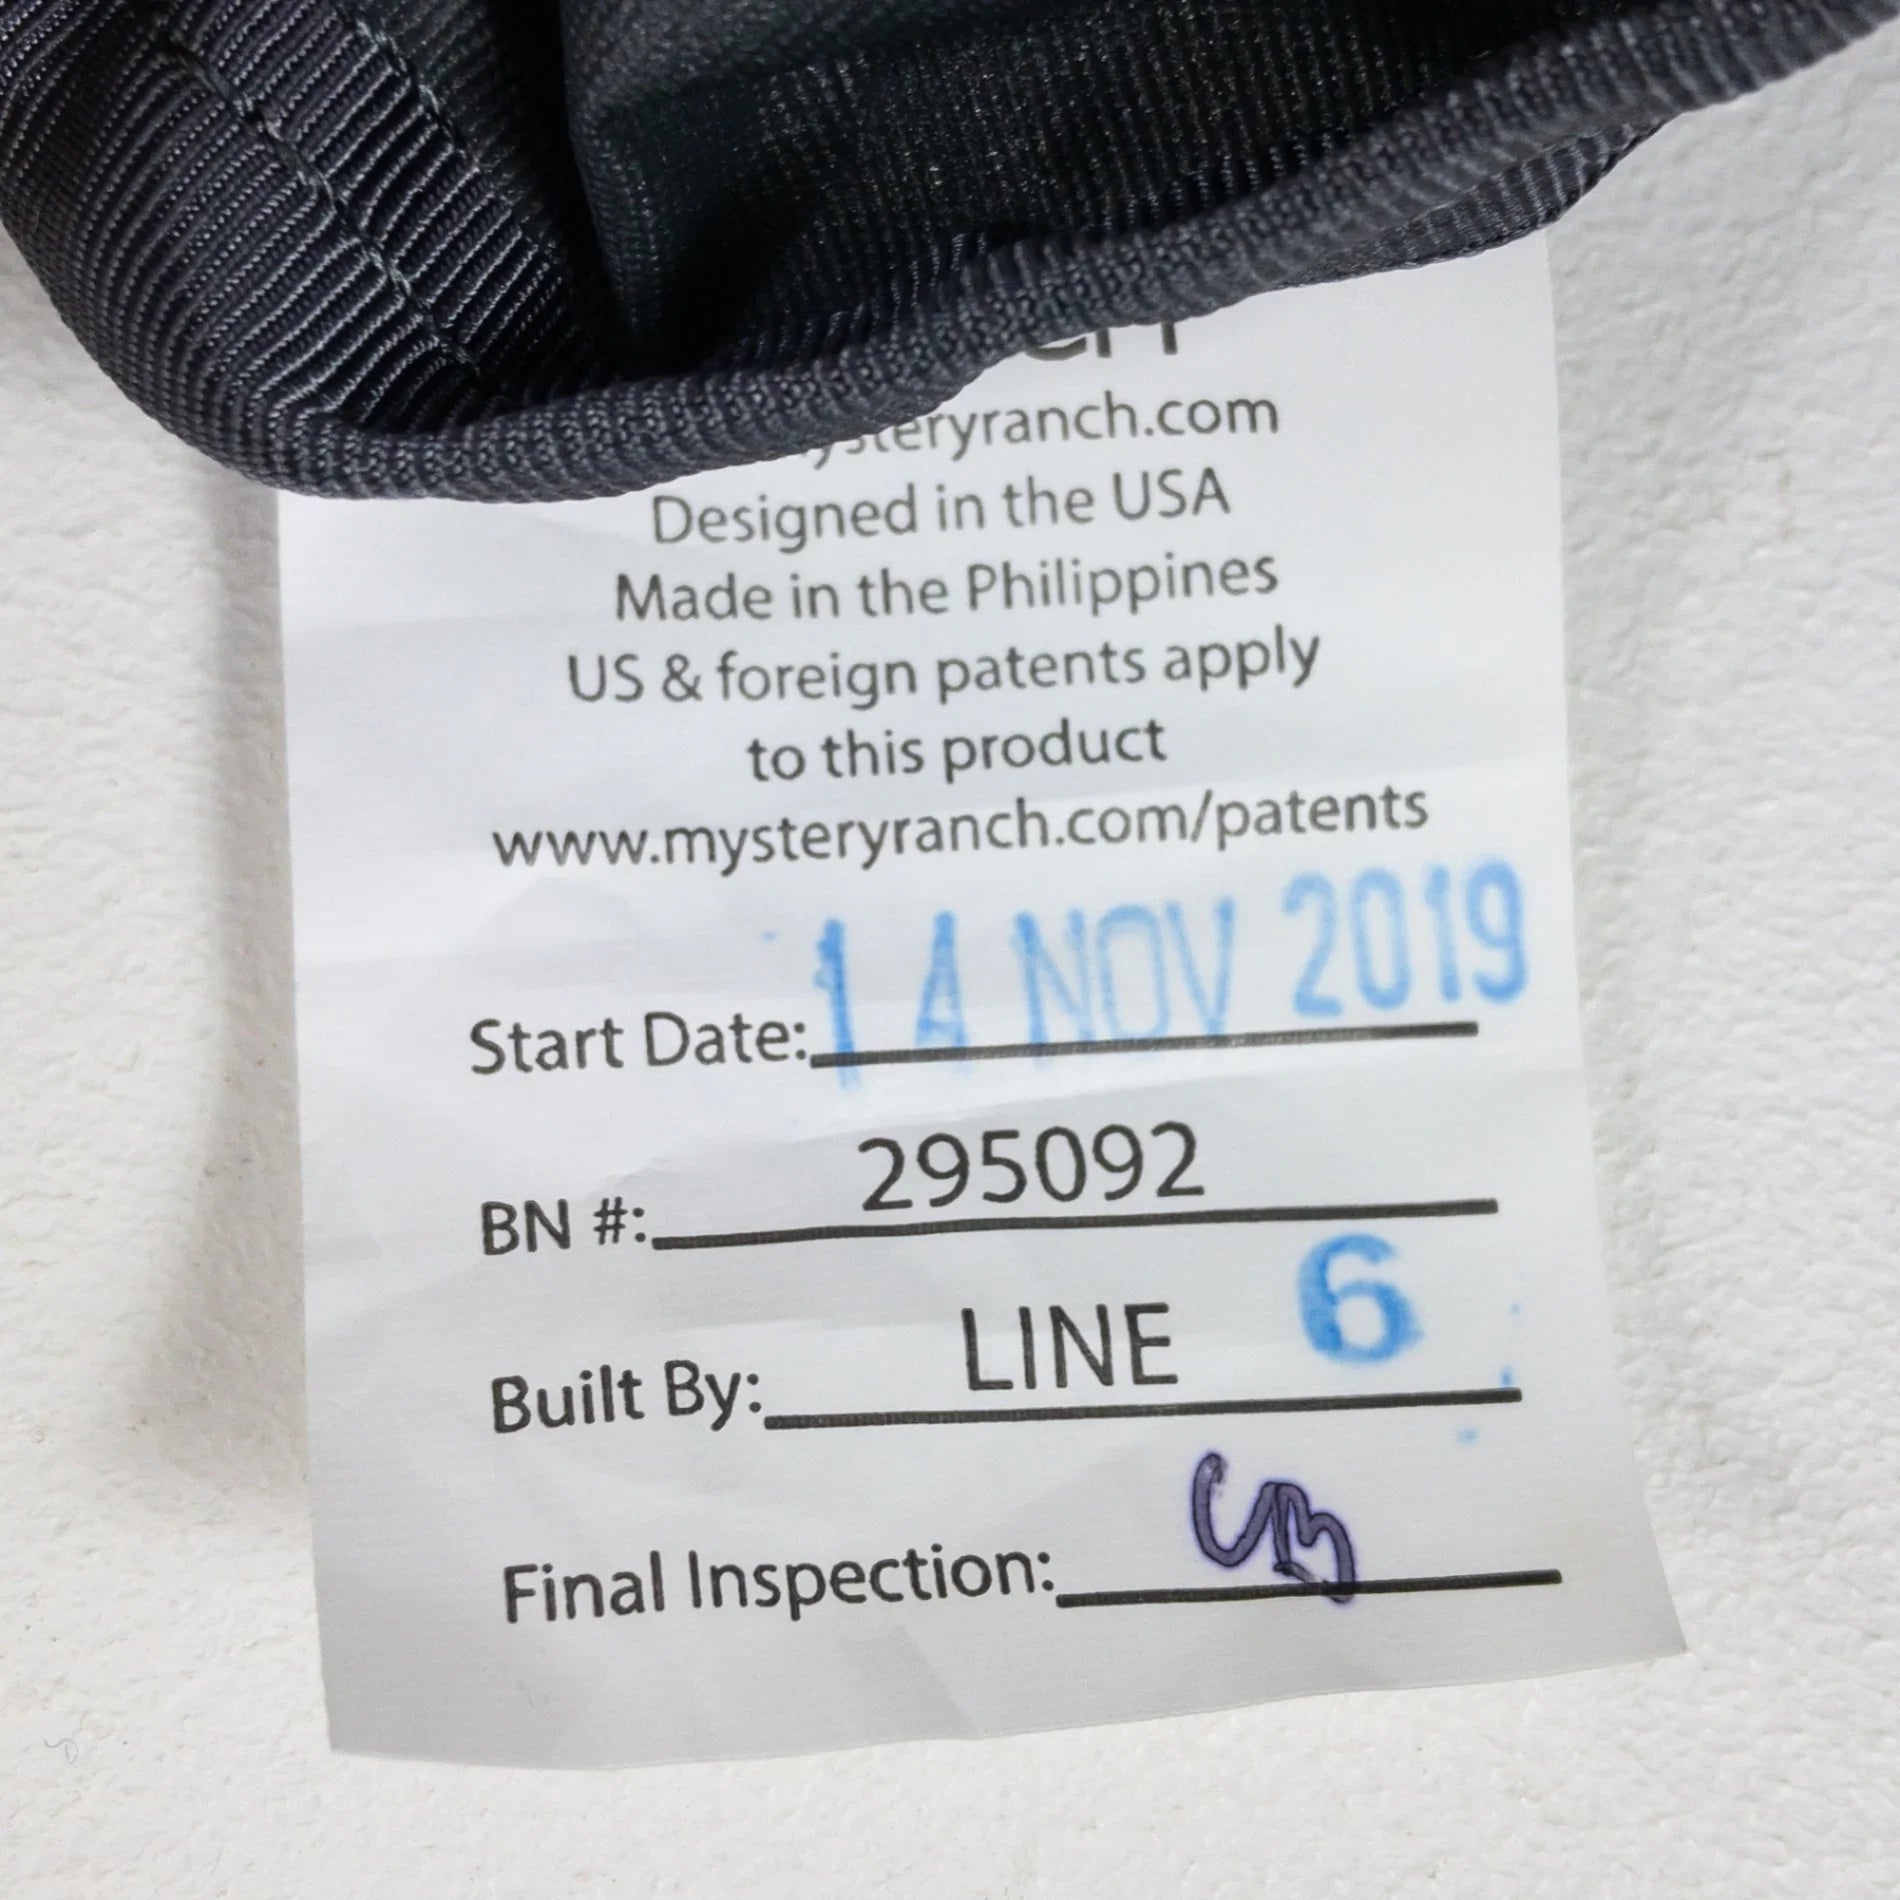 www.mysteryranch.com
Designed in the USA
Made in the Philippines
US & foreign patents apply
to this product
www.mysteryranch.com/patents
Start Date: 14 NOV 2019
BN #: 295092
Built By: LINE 6
Final Inspection: